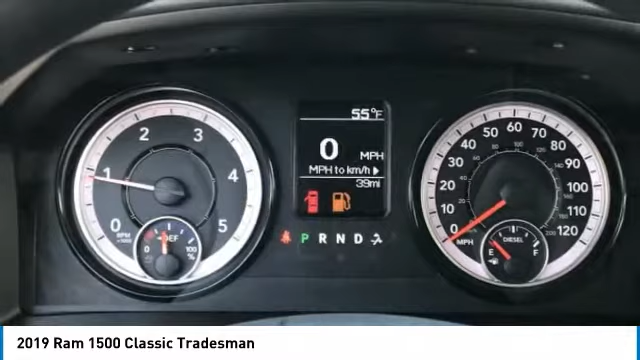 55°F
0 MPH
MPH to km/h
39mi
0 1 2 3 4 5
RPM
x1000
DEF
100
%
P R N D
0 10 20 30 40 50 60 70 80 90 100 110 120
MPH
DIESEL
E F
2019 Ram 1500 Classic Tradesman